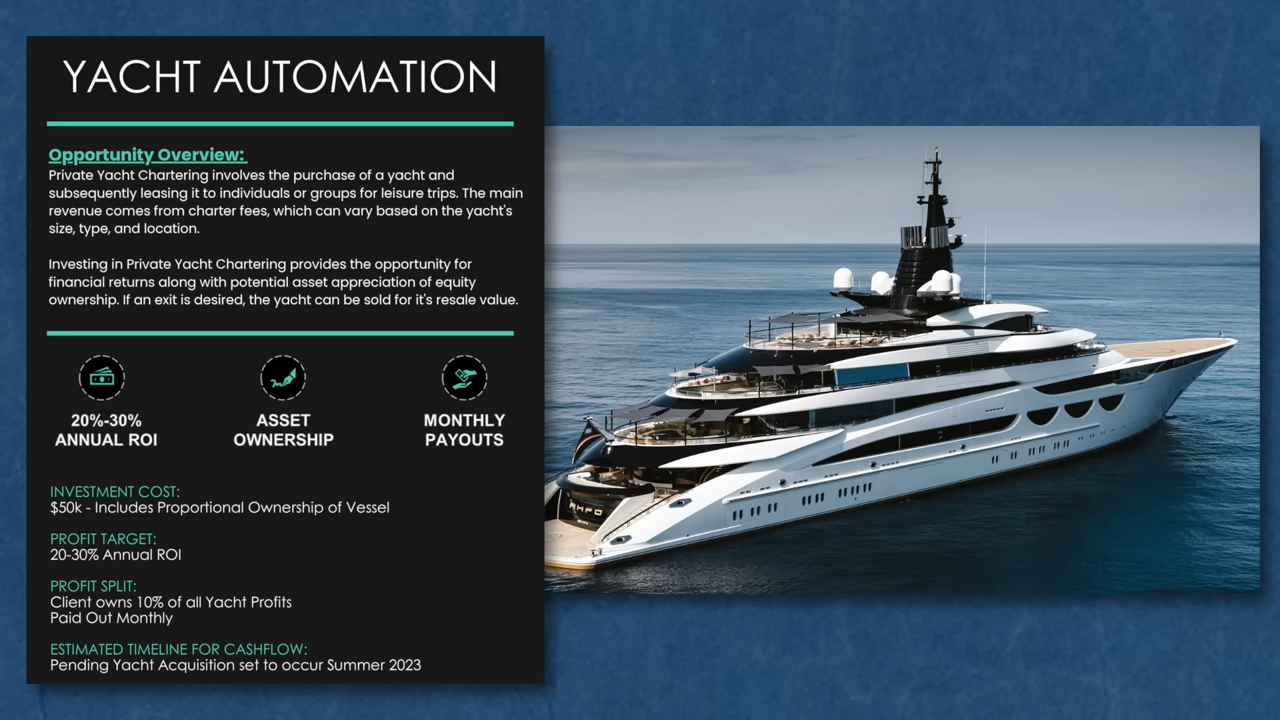 YACHT AUTOMATION
Opportunity Overview:
Private Yacht Chartering involves the purchase of a yacht and
subsequently leasing it to individuals or groups for leisure trips. The main
revenue comes from charter fees, which can vary based on the yacht's
size, type, and location.
Investing in Private Yacht Chartering provides the opportunity for
financial returns along with potential asset appreciation of equity
ownership. If an exit is desired, the yacht can be sold for it's resale value.
20%-30%
ANNUAL ROI
ASSET
OWNERSHIP
MONTHLY
PAYOUTS
INVESTMENT COST:
$50k - Includes Proportional Ownership of Vessel
PROFIT TARGET:
20-30% Annual ROI
PROFIT SPLIT:
Client owns 10% of all Yacht Profits
Paid Out Monthly
ESTIMATED TIMELINE FOR CASHFLOW:
Pending Yacht Acquisition set to occur Summer 2023